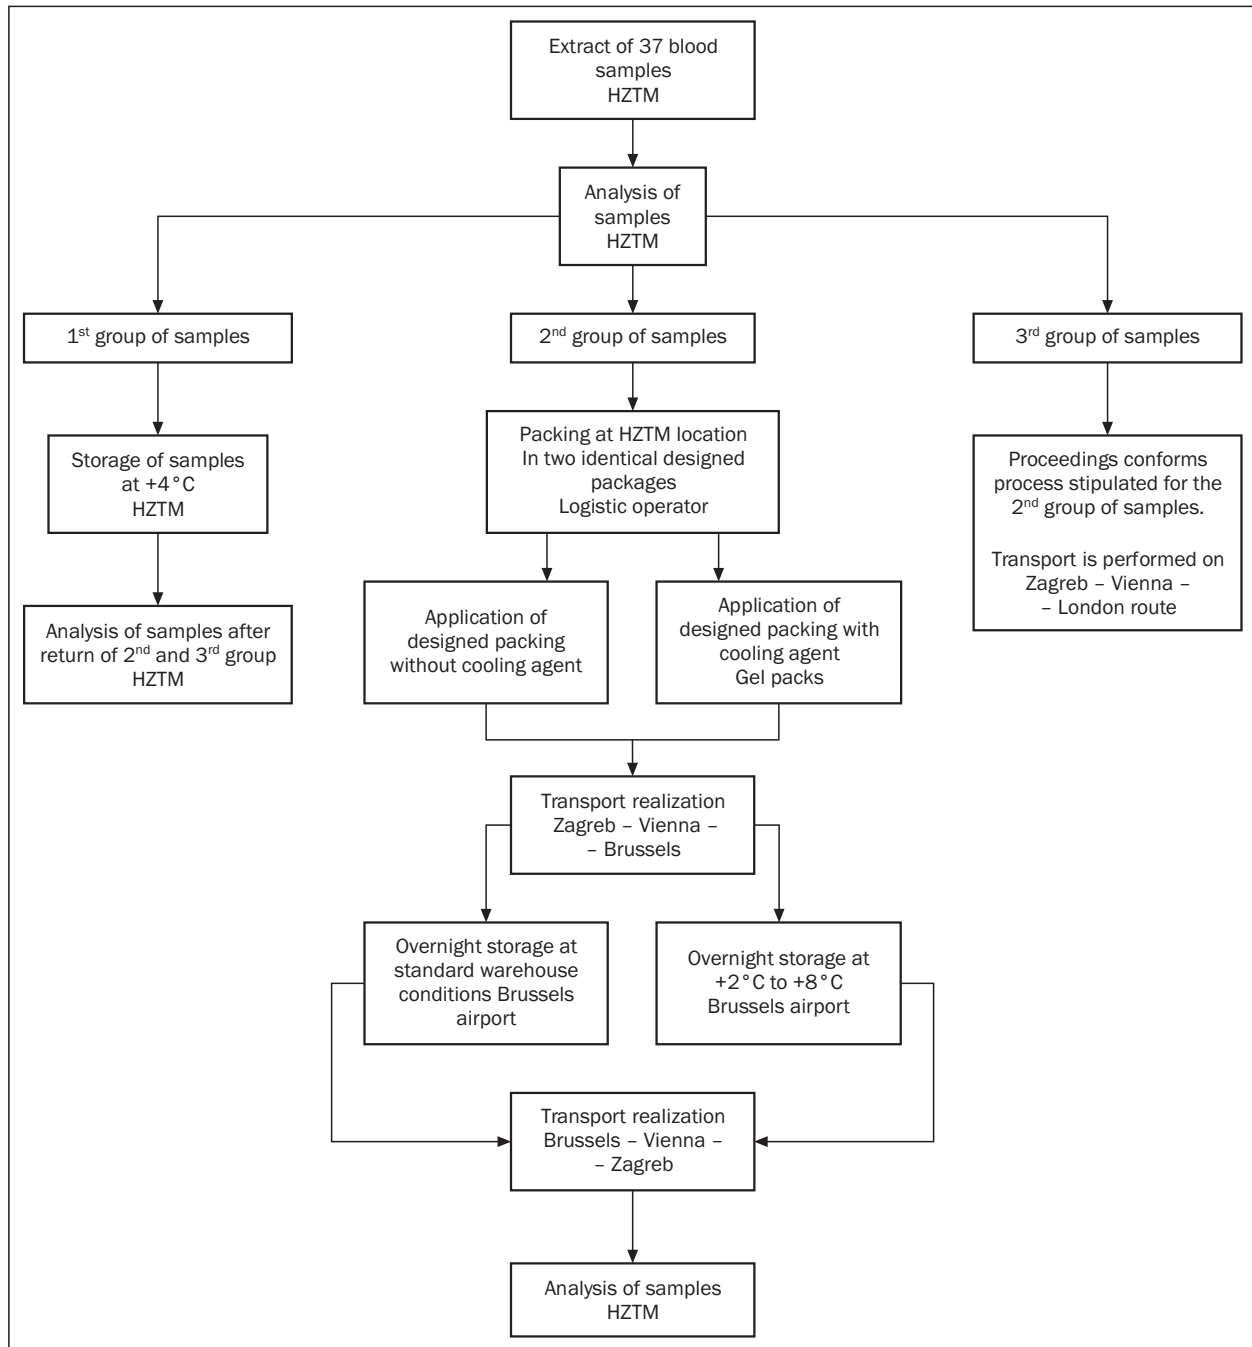 Extract of 37 blood
samples
HZTM
Analysis of
samples
HZTM
1st group of samples
2nd group of samples
3rd group of samples
Storage of samples
at +4°C
HZTM
Packing at HZTM location
In two identical designed
packages
Logistic operator
Proceedings conforms
process stipulated for the
2nd group of samples.
Transport is performed on
Zagreb – Vienna –
– London route
Analysis of samples after
return of 2nd and 3rd group
HZTM
Application of
designed packing
without cooling agent
Application of
designed packing with
cooling agent
Gel packs
Transport realization
Zagreb – Vienna –
– Brussels
Overnight storage at
standard warehouse
conditions Brussels
airport
Overnight storage at
+2°C to +8°C
Brussels airport
Transport realization
Brussels – Vienna –
– Zagreb
Analysis of samples
HZTM